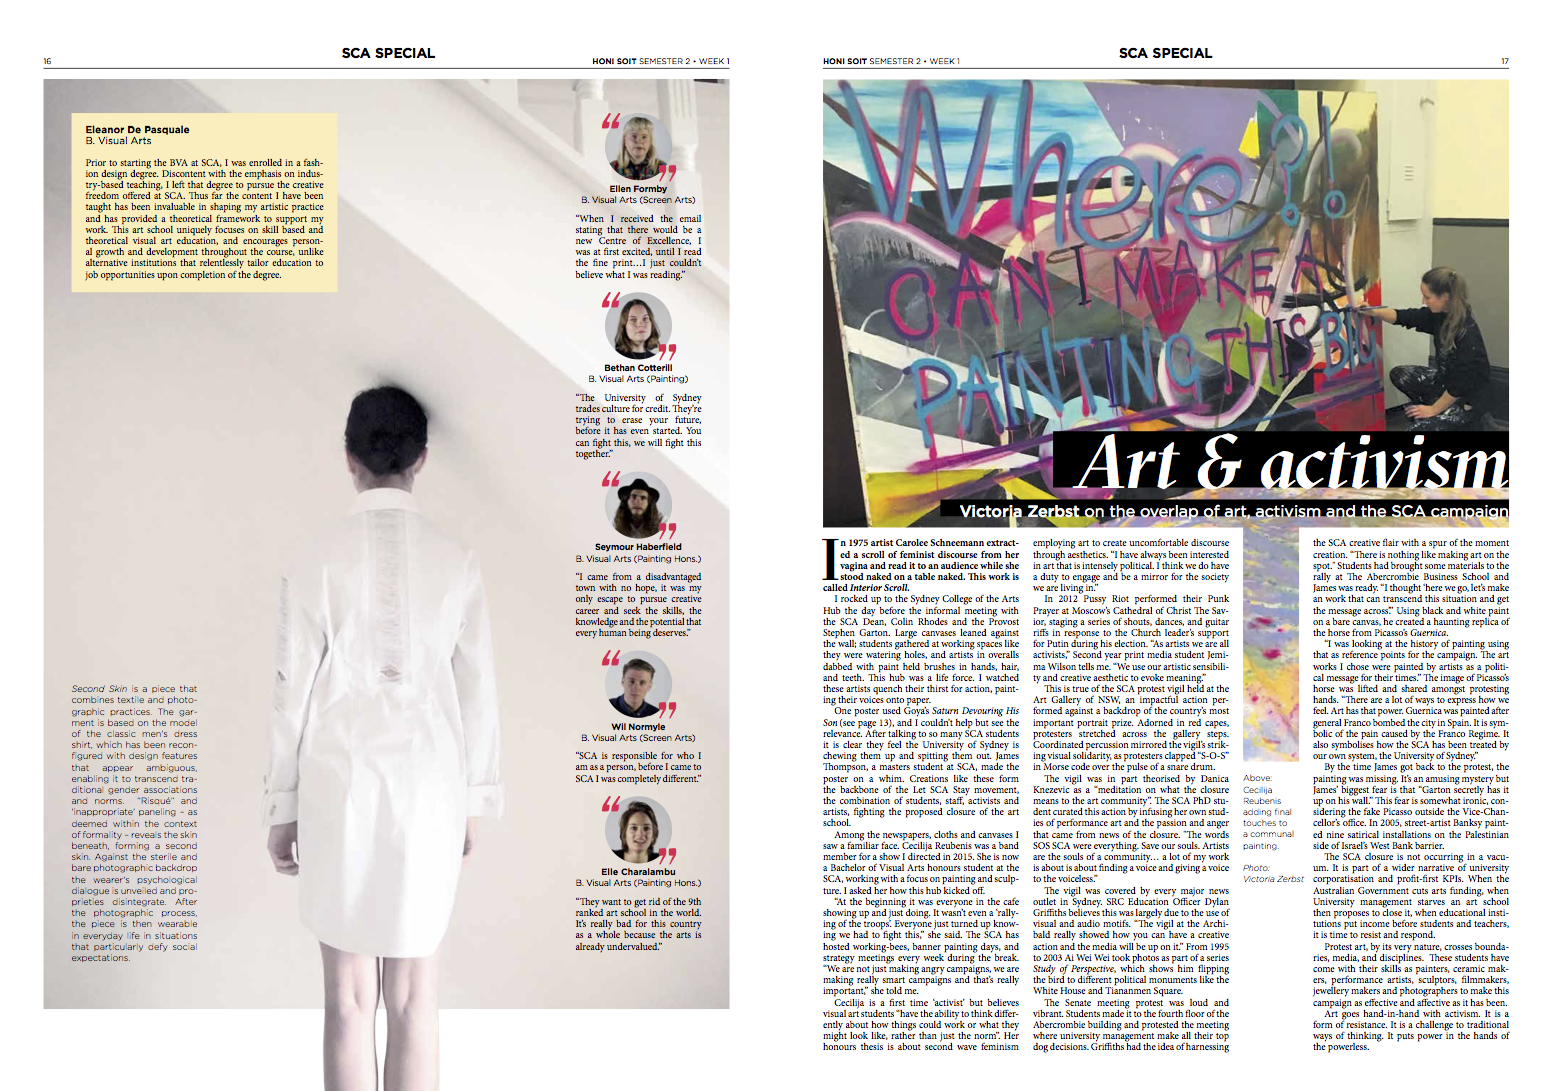 16
SCA SPECIAL
HONI SOIT SEMESTER 2 • WEEK 1
Eleanor De Pasquale
B. Visual Arts
Prior to starting the BVA at SCA, I was enrolled in a fash-
ion design degree. Discontent with the emphasis on indus-
try-based teaching, I left that degree to pursue the creative
freedom offered at SCA. Thus far the content I have been
taught has been invaluable in shaping my artistic practice
and has provided a theoretical framework to support my
work. This art school uniquely focuses on skill based and
theoretical visual art education, and encourages person-
al growth and development throughout the course, unlike
alternative institutions that relentlessly tailor education to
job opportunities upon completion of the degree.
Second Skin is a piece that
combines textile and photo-
graphic practices. The gar-
ment is based on the model
of the classic men's dress
shirt, which has been recon-
figured with design features
that appear ambiguous,
enabling it to transcend tra-
ditional gender associations
and norms. "Risqué" and
'inappropriate' paneling – as
deemed within the context
of formality – reveals the skin
beneath, forming a second
skin. Against the sterile and
bare photographic backdrop
the wearer's psychological
dialogue is unveiled and pro-
prieties disintegrate. After
the photographic process,
the piece is then wearable
in everyday life in situations
that particularly defy social
expectations.
“
”
Ellen Formby
B. Visual Arts (Screen Arts)
"When I received the email
stating that there would be a
new Centre of Excellence, I
was at first excited, until I read
the fine print…I just couldn't
believe what I was reading."
“
”
Bethan Cotterill
B. Visual Arts (Painting)
"The University of Sydney
trades culture for credit. They're
trying to erase your future,
before it has even started. You
can fight this, we will fight this
together."
“
”
Seymour Haberfield
B. Visual Arts (Painting Hons.)
"I came from a disadvantaged
town with no hope, it was my
only escape to pursue creative
career and seek the skills, the
knowledge and the potential that
every human being deserves."
“
”
Wil Normyle
B. Visual Arts (Screen Arts)
"SCA is responsible for who I
am as a person, before I came to
SCA I was completely different."
“
”
Elle Charalambu
B. Visual Arts (Painting Hons.)
"They want to get rid of the 9th
ranked art school in the world.
It's really bad for this country
as a whole because the arts is
already undervalued."
HONI SOIT SEMESTER 2 • WEEK 1
SCA SPECIAL
17
Where?!
CAN I MAKE A
PAINTING THIS BIG
Art & activism
Victoria Zerbst on the overlap of art, activism and the SCA campaign
In 1975 artist Carolee Schneemann extract-
ed a scroll of feminist discourse from her
vagina and read it to an audience while she
stood naked on a table naked. This work is
called Interior Scroll.
I rocked up to the Sydney College of the Arts
Hub the day before the informal meeting with
the SCA Dean, Colin Rhodes and the Provost
Stephen Garton. Large canvases leaned against
the wall; students gathered at working spaces like
they were watering holes, and artists in overalls
dabbed with paint held brushes in hands, hair,
and teeth. This hub was a life force. I watched
these artists quench their thirst for action, paint-
ing their voices onto paper.
One poster used Goya's Saturn Devouring His
Son (see page 13), and I couldn't help but see the
relevance. After talking to so many SCA students
it is clear they feel the University of Sydney is
chewing them up and spitting them out. James
Thompson, a masters student at SCA, made the
poster on a whim. Creations like these form
the backbone of the Let SCA Stay movement,
the combination of students, staff, activists and
artists, fighting the proposed closure of the art
school.
Among the newspapers, cloths and canvases I
saw a familiar face. Cecilija Reubenis was a band
member for a show I directed in 2015. She is now
a Bachelor of Visual Arts honours student at the
SCA, working with a focus on painting and sculp-
ture. I asked her how this hub kicked off.
"At the beginning it was everyone in the cafe
showing up and just doing. It wasn't even a 'rally-
ing of the troops'. Everyone just turned up know-
ing we had to fight this," she said. The SCA has
hosted working-bees, banner painting days, and
strategy meetings every week during the break.
"We are not just making angry campaigns, we are
making really smart campaigns and that's really
important," she told me.
Cecilija is a first time 'activist' but believes
visual art students "have the ability to think differ-
ently about how things could work or what they
might look like, rather than just the norm". Her
honours thesis is about second wave feminism
employing art to create uncomfortable discourse
through aesthetics. "I have always been interested
in art that is intensely political. I think we do have
a duty to engage and be a mirror for the society
we are living in."
In 2012 Pussy Riot performed their Punk
Prayer at Moscow's Cathedral of Christ The Sav-
ior, staging a series of shouts, dances, and guitar
riffs in response to the Church leader's support
for Putin during his election. "As artists we are all
activists," Second year print media student Jemi-
ma Wilson tells me. "We use our artistic sensibili-
ty and creative aesthetic to evoke meaning."
This is true of the SCA protest vigil held at the
Art Gallery of NSW, an impactful action per-
formed against a backdrop of the country's most
important portrait prize. Adorned in red capes,
protesters stretched across the gallery steps.
Coordinated percussion mirrored the vigil's strik-
ing visual solidarity, as protesters clapped "S-O-S"
in Morse code over the pulse of a snare drum.
The vigil was in part theorised by Danica
Knezevic as a "meditation on what the closure
means to the art community". The SCA PhD stu-
dent curated this action by infusing her own stud-
ies of performance art and the passion and anger
that came from news of the closure. "The words
SOS SCA were everything. Save our souls. Artists
are the souls of a community… a lot of my work
is about is about finding a voice and giving a voice
to the voiceless."
The vigil was covered by every major news
outlet in Sydney. SRC Education Officer Dylan
Griffiths believes this was largely due to the use of
visual and audio motifs. "The vigil at the Archi-
bald really showed how you can have a creative
action and the media will be up on it." From 1995
to 2003 Ai Wei Wei took photos as part of a series
Study of Perspective, which shows him flipping
the bird to different political monuments like the
White House and Tiananmen Square.
The Senate meeting protest was loud and
vibrant. Students made it to the fourth floor of the
Abercrombie building and protested the meeting
where university management make all their top
dog decisions. Griffiths had the idea of harnessing
Above:
Cecilija
Reubenis
adding final
touches to
a communal
painting.
Photo:
Victoria Zerbst
the SCA creative flair with a spur of the moment
creation. "There is nothing like making art on the
spot." Students had brought some materials to the
rally at The Abercrombie Business School and
James was ready. "I thought 'here we go, let's make
an work that can transcend this situation and get
the message across'." Using black and white paint
on a bare canvas, he created a haunting replica of
the horse from Picasso's Guernica.
"I was looking at the history of painting using
that as reference points for the campaign. The art
works I chose were painted by artists as a politi-
cal message for their times." The image of Picasso's
horse was lifted and shared amongst protesting
hands. "There are a lot of ways to express how we
feel. Art has that power. Guernica was painted after
general Franco bombed the city in Spain. It is sym-
bolic of the pain caused by the Franco Regime. It
also symbolises how the SCA has been treated by
our own system, the University of Sydney."
By the time James got back to the protest, the
painting was missing. It's an amusing mystery but
James' biggest fear is that "Garton secretly has it
up on his wall." This fear is somewhat ironic, con-
sidering the fake Picasso outside the Vice-Chan-
cellor's office. In 2005, street-artist Banksy paint-
ed nine satirical installations on the Palestinian
side of Israel's West Bank barrier.
The SCA closure is not occurring in a vacu-
um. It is part of a wider narrative of university
corporatisation and profit-first KPIs. When the
Australian Government cuts arts funding, when
University management starves an art school
then proposes to close it, when educational insti-
tutions put income before students and teachers,
it is time to resist and respond.
Protest art, by its very nature, crosses bounda-
ries, media, and disciplines. These students have
come with their skills as painters, ceramic mak-
ers, performance artists, sculptors, filmmakers,
jewellery makers and photographers to make this
campaign as effective and affective as it has been.
Art goes hand-in-hand with activism. It is a
form of resistance. It is a challenge to traditional
ways of thinking. It puts power in the hands of
the powerless.